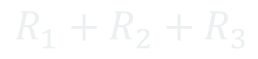 R₁ + R₂ + R₃